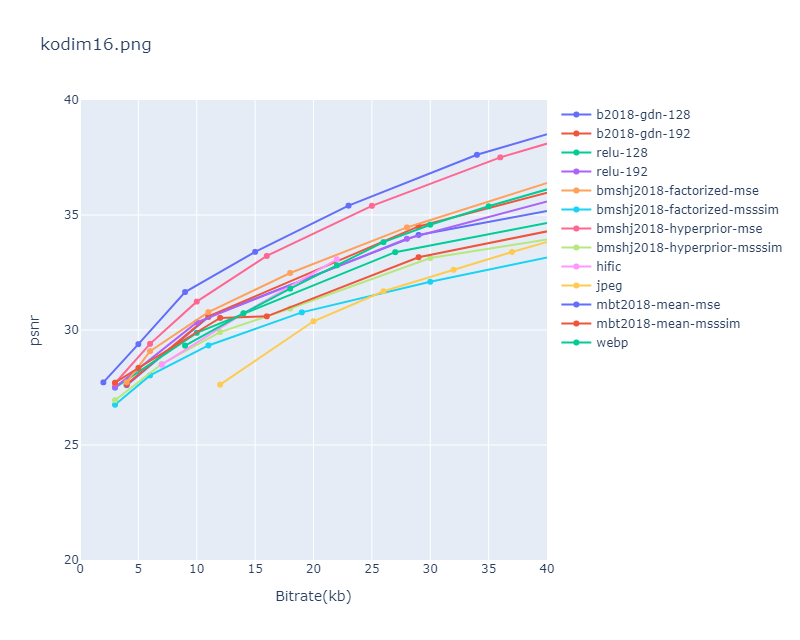 kodim16.png
40
35
30
25
20
psnr
0 5 10 15 20 25 30 35 40
Bitrate(kb)
b2018-gdn-128
b2018-gdn-192
relu-128
relu-192
bmshj2018-factorized-mse
bmshj2018-factorized-msssim
bmshj2018-hyperprior-mse
bmshj2018-hyperprior-msssim
hific
jpeg
mbt2018-mean-mse
mbt2018-mean-msssim
webp